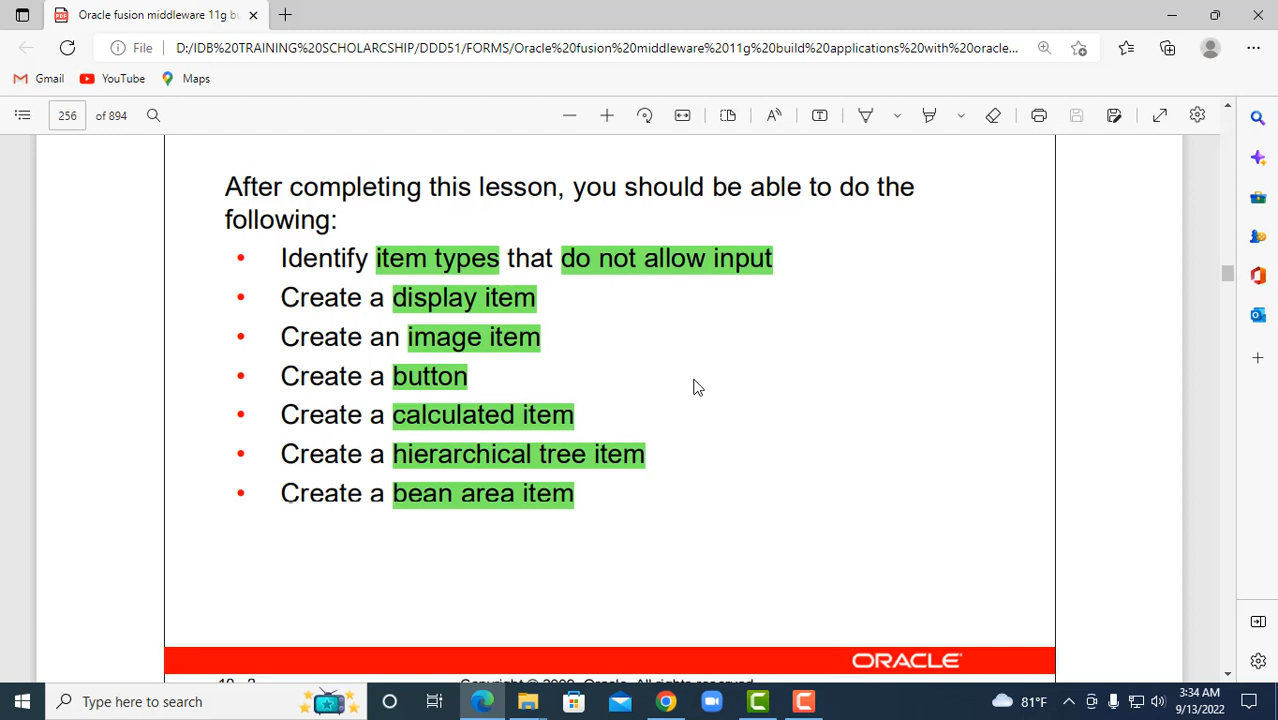 Oracle fusion middleware 11g bu
File
D:/IDB%20TRAINING%20SCHOLARCSHIP/DDD51/FORMS/Oracle%20fusion%20middleware%2011g%20build%20applications%20with%20oracle...
Gmail
YouTube
Maps
256 of 894
After completing this lesson, you should be able to do the
following:
• Identify item types that do not allow input
• Create a display item
• Create an image item
• Create a button
• Create a calculated item
• Create a hierarchical tree item
• Create a bean area item
ORACLE
Type here to search
81°F
3:34 AM
9/13/2022